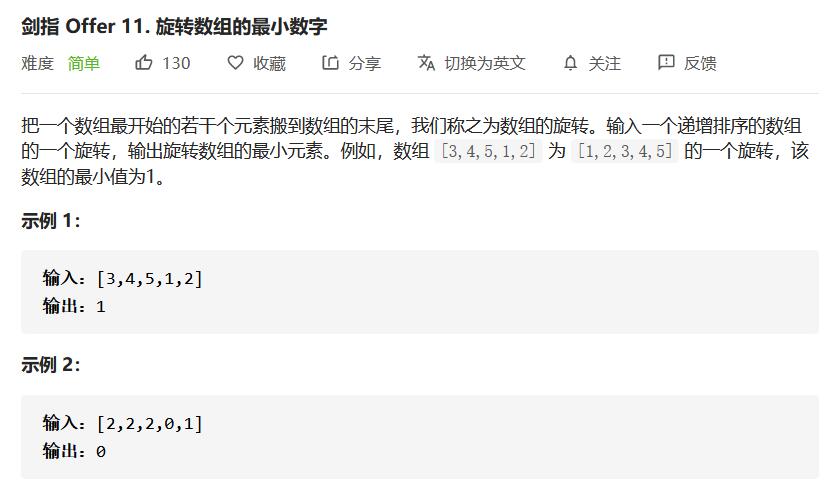 剑指 Offer 11. 旋转数组的最小数字
难度 简单 130 收藏 分享 切换为英文 关注 反馈
把一个数组最开始的若干个元素搬到数组的末尾，我们称之为数组的旋转。输入一个递增排序的数组
的一个旋转，输出旋转数组的最小元素。例如，数组 [3,4,5,1,2] 为 [1,2,3,4,5] 的一个旋转，该
数组的最小值为1。
示例 1：
输入：[3,4,5,1,2]
输出：1
示例 2：
输入：[2,2,2,0,1]
输出：0